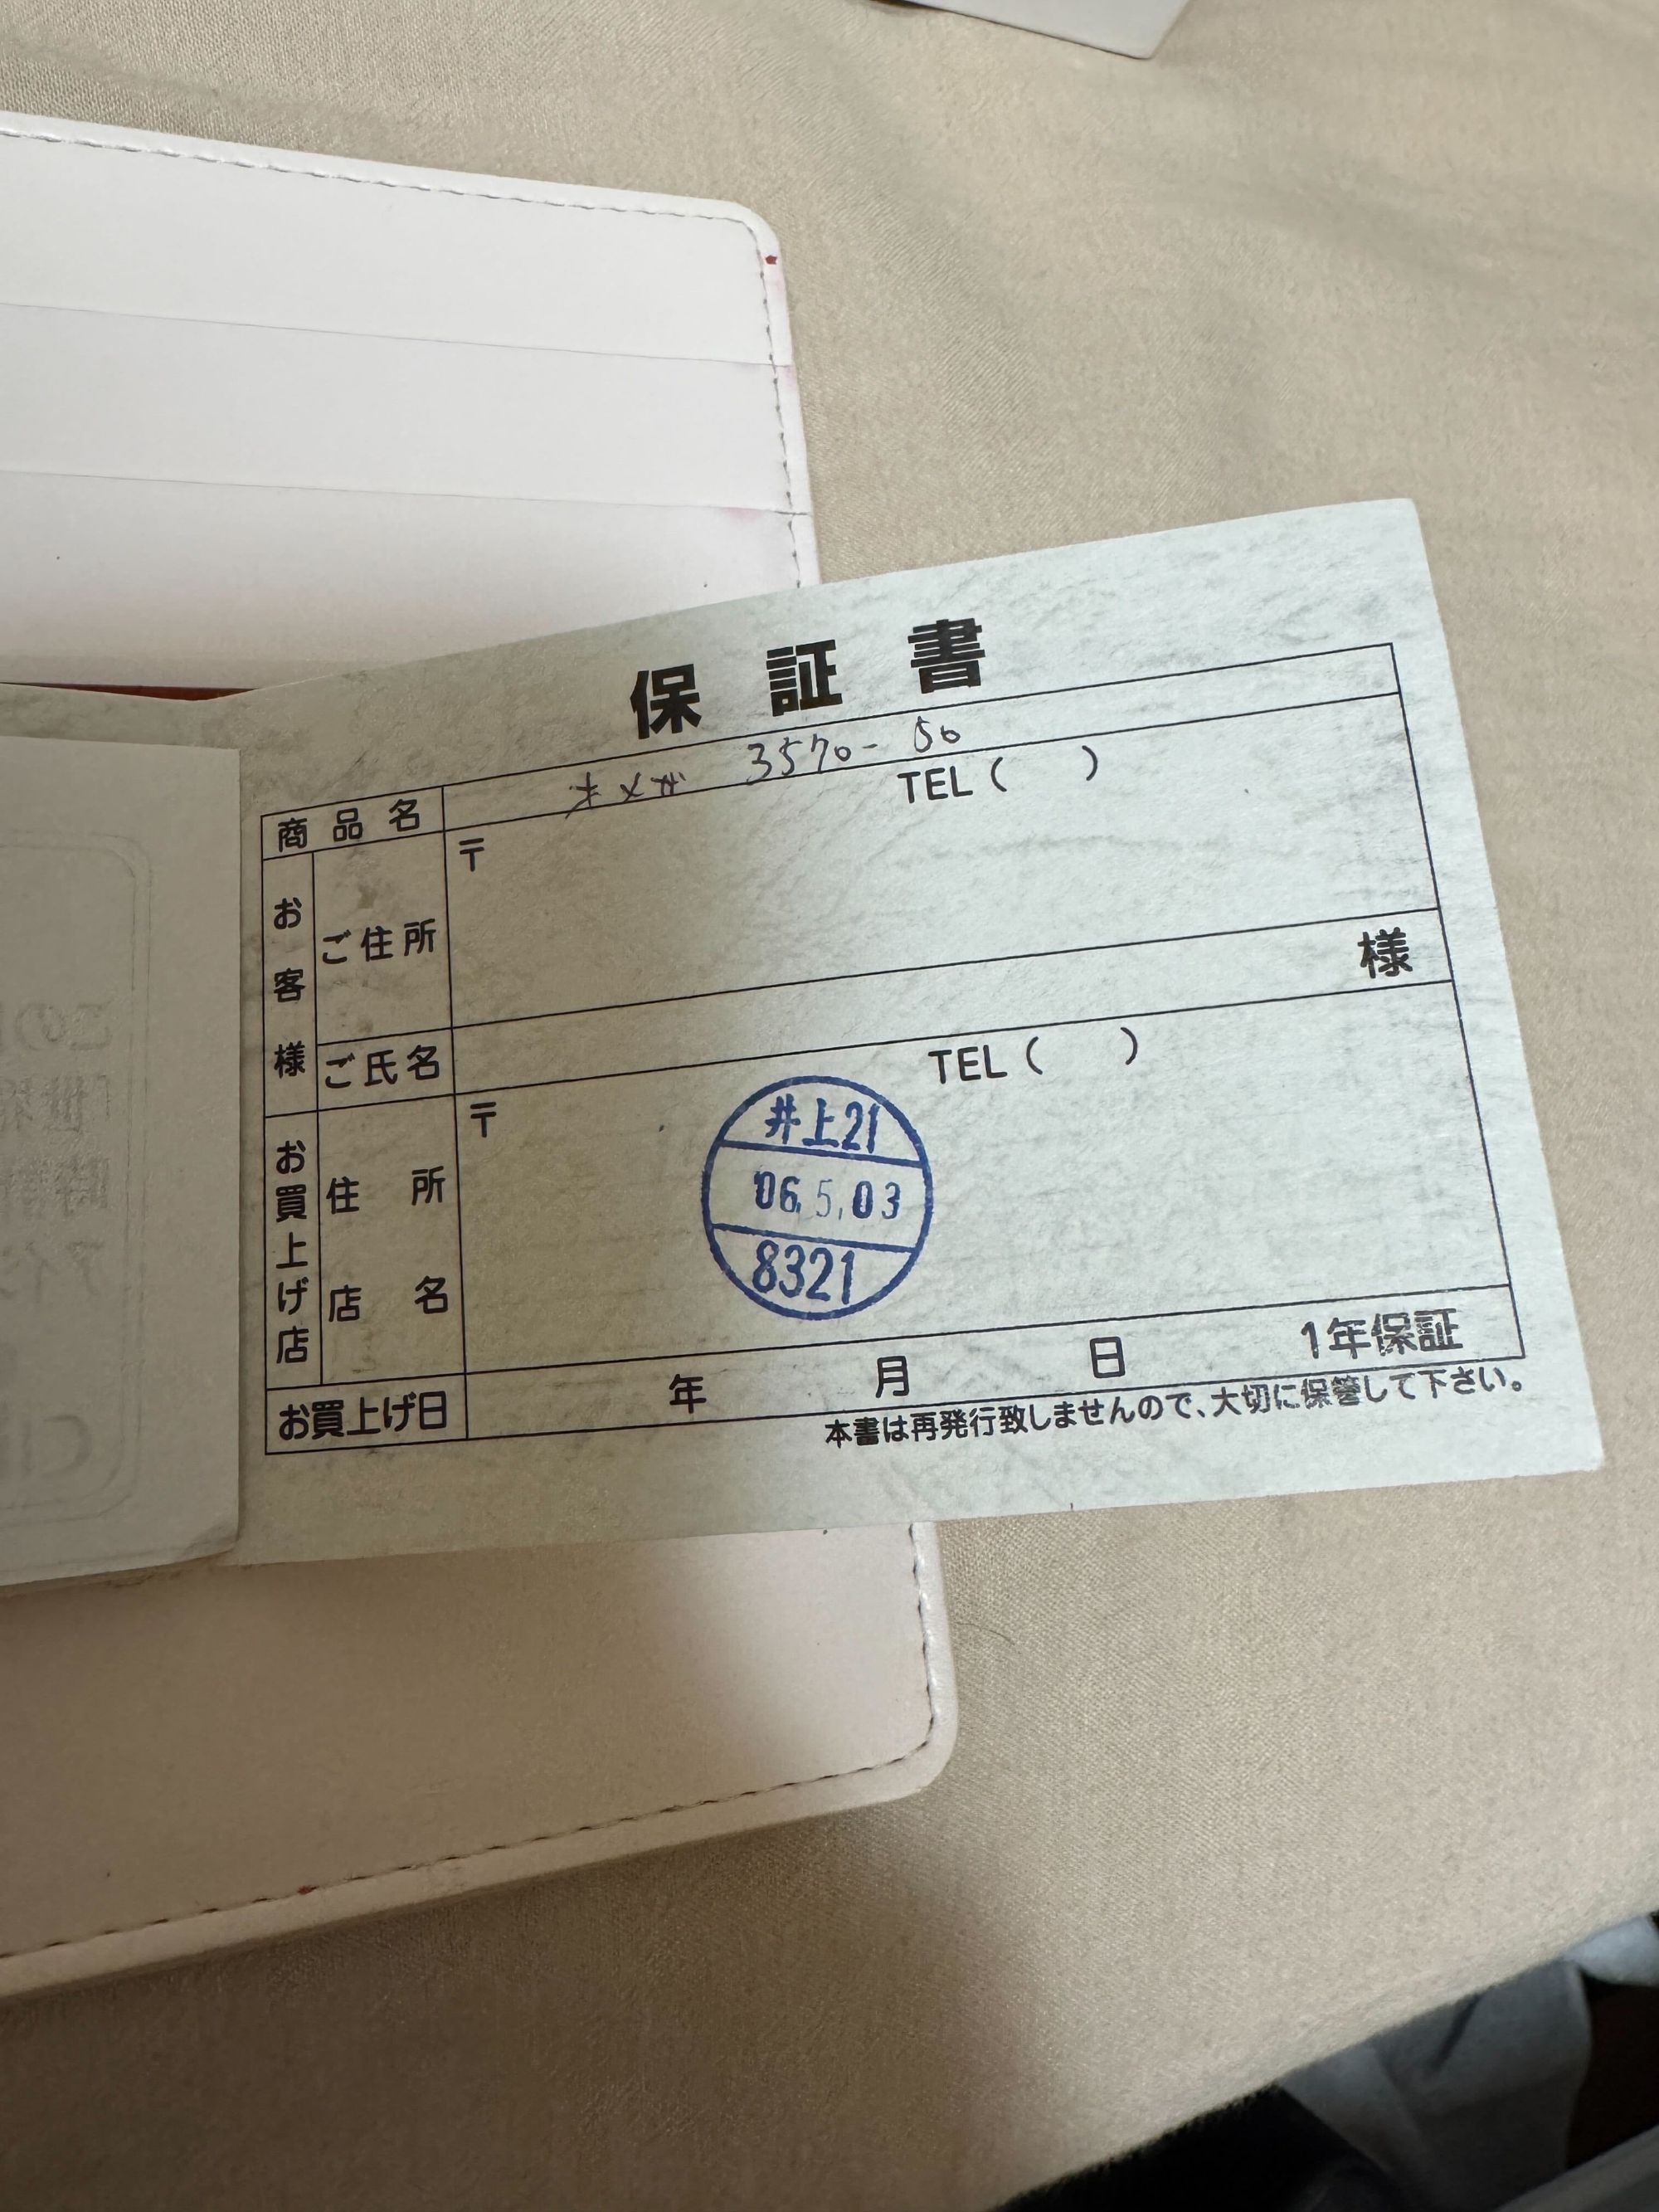 保証書
商品名 オメガ 3570-50
お客様 ご住所 〒 TEL( )
ご氏名 様
お買上げ店 住所 店名 〒 TEL( )
井上21
06.5.03
8321
お買上げ日 年 月 日 1年保証
本書は再発行致しませんので、大切に保管して下さい。